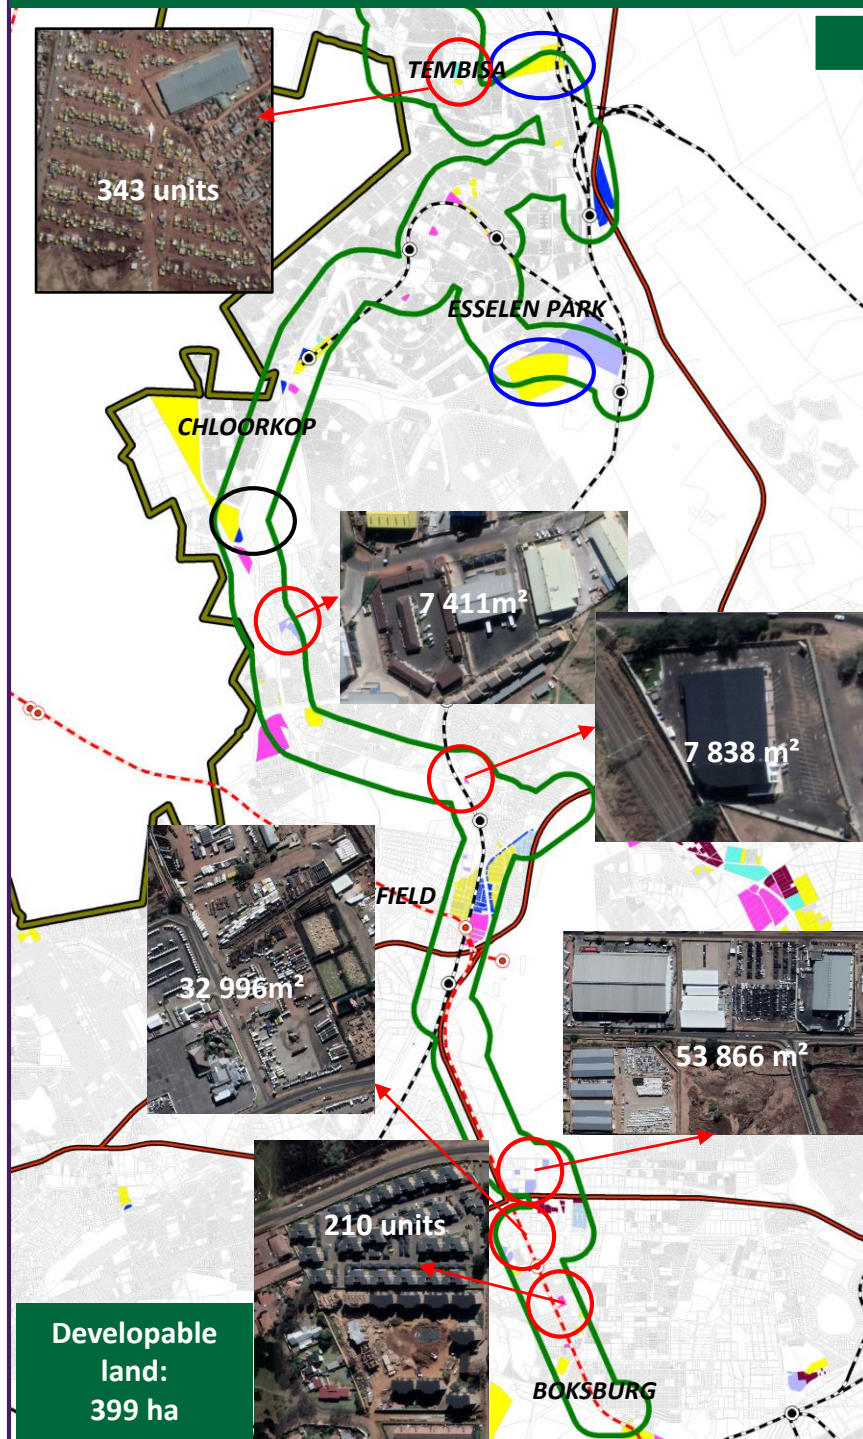 TEMBISA
343 units
ESSELEN PARK
CHLOORKOP
7 411m²
7 838 m²
FIELD
32 996m²
53 866 m²
210 units
Developable
land:
399 ha
BOKSBURG